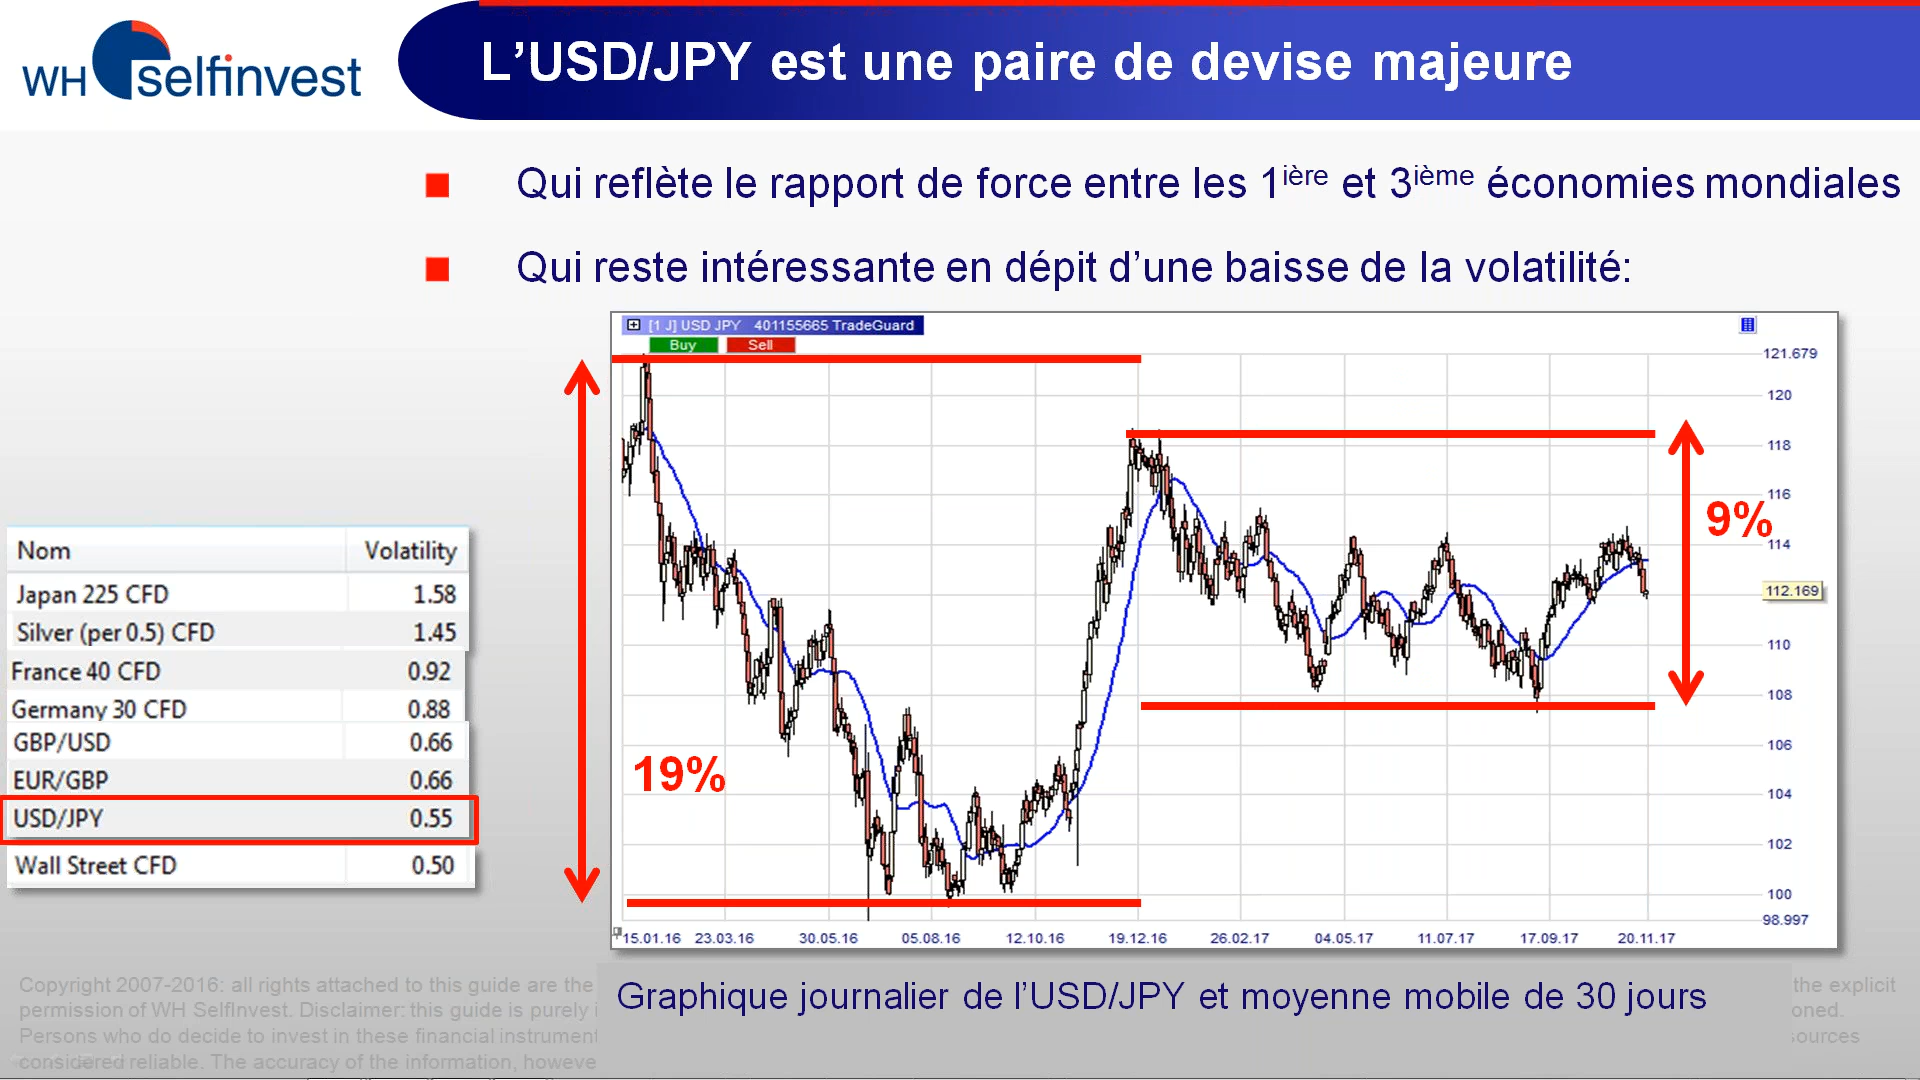 WH selfinvest
L’USD/JPY est une paire de devise majeure
Qui reflète le rapport de force entre les 1ière et 3ième économies mondiales
Qui reste intéressante en dépit d’une baisse de la volatilité:
[1 J] USD JPY 401155665 TradeGuard
Buy Sell
121.679
120
118
116
114
112.169
110
108
106
104
102
100
98.997
19%
9%
15.01.16 23.03.16 30.05.16 05.08.16 12.10.16 19.12.16 26.02.17 04.05.17 11.07.17 17.09.17 20.11.17
Nom Volatility
Japan 225 CFD 1.58
Silver (per 0.5) CFD 1.45
France 40 CFD 0.92
Germany 30 CFD 0.88
GBP/USD 0.66
EUR/GBP 0.66
USD/JPY 0.55
Wall Street CFD 0.50
Graphique journalier de l’USD/JPY et moyenne mobile de 30 jours
Copyright 2007-2016: all rights attached to this guide are the the explicit
permission of WH SelfInvest. Disclaimer: this guide is purely oned.
Persons who do decide to invest in these financial instrument ources
considered reliable. The accuracy of the information, howeve